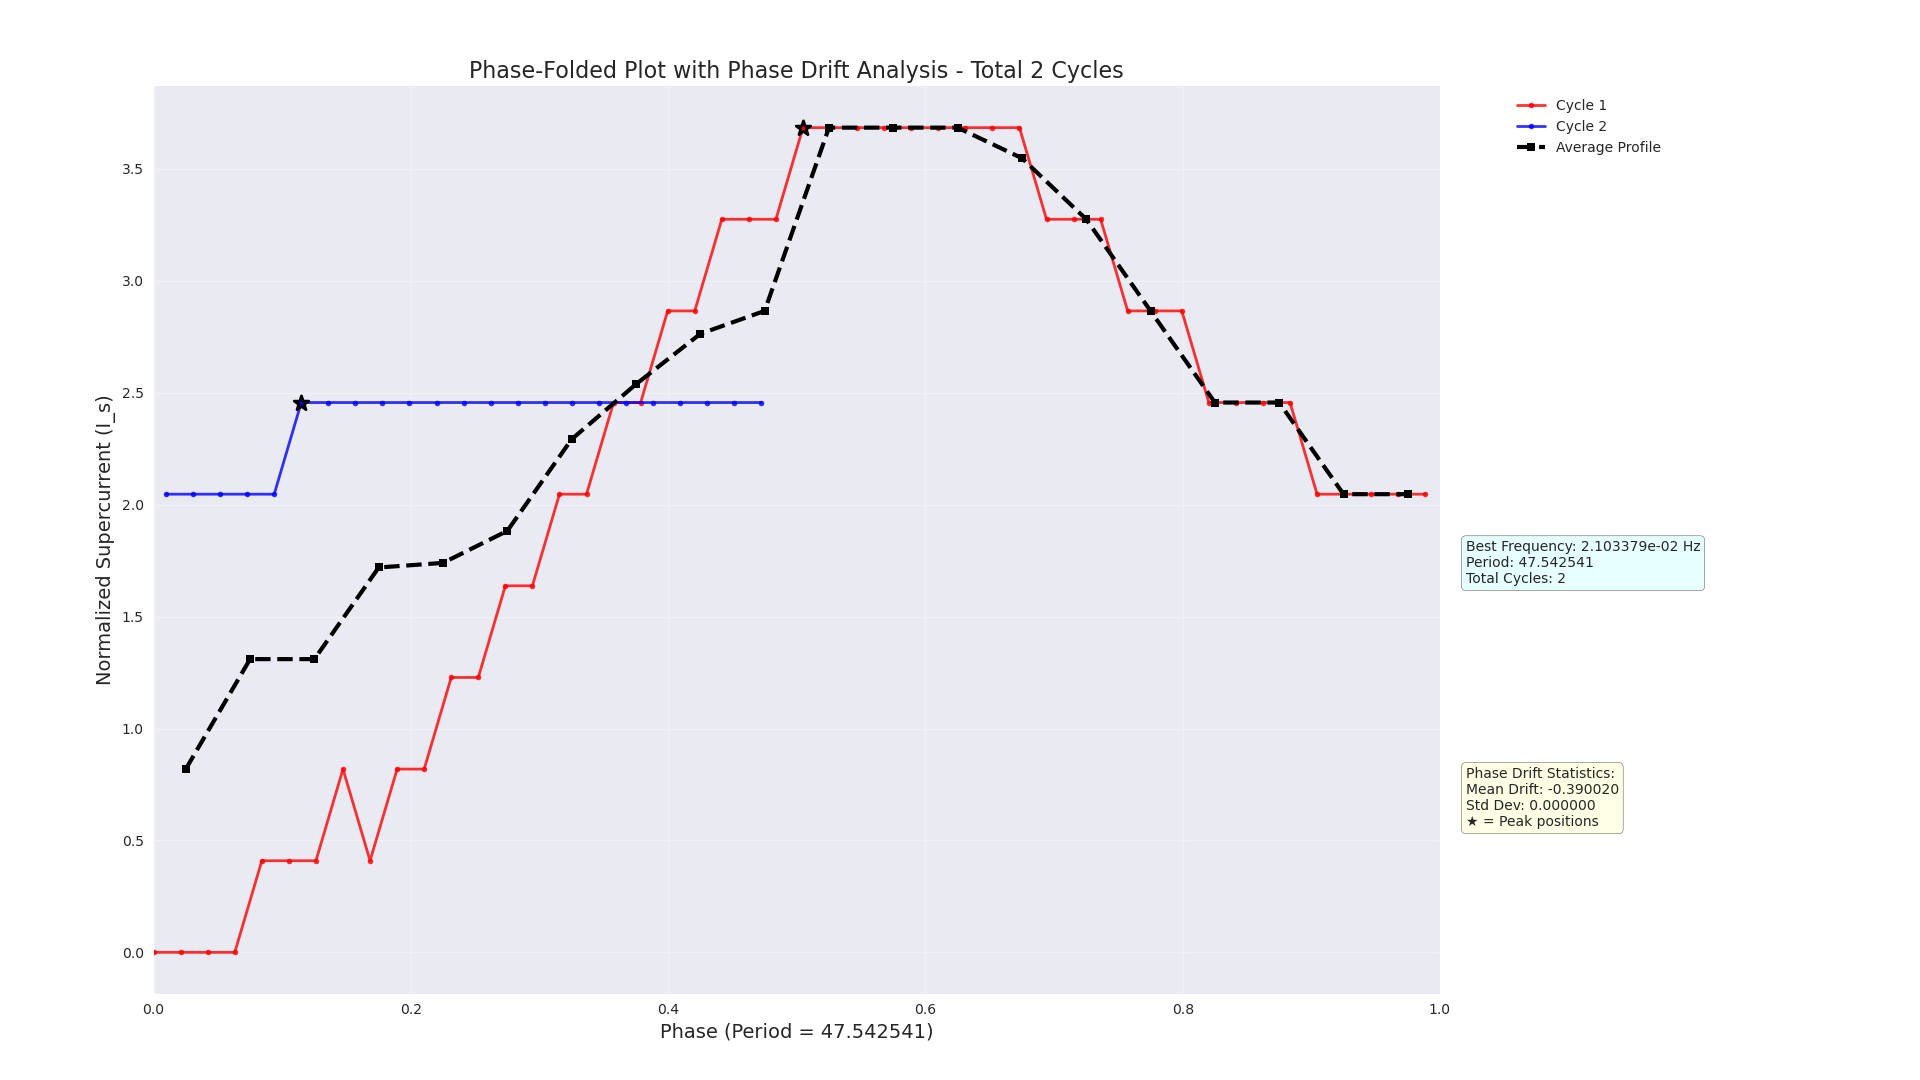 Phase-Folded Plot with Phase Drift Analysis - Total 2 Cycles
Cycle 1
Cycle 2
Average Profile
Normalized Supercurrent (I_s)
3.5
3.0
2.5
2.0
1.5
1.0
0.5
0.0
0.0
0.2
0.4
0.6
0.8
1.0
Phase (Period = 47.542541)
Best Frequency: 2.103379e-02 Hz
Period: 47.542541
Total Cycles: 2
Phase Drift Statistics:
Mean Drift: -0.390020
Std Dev: 0.000000
★ = Peak positions